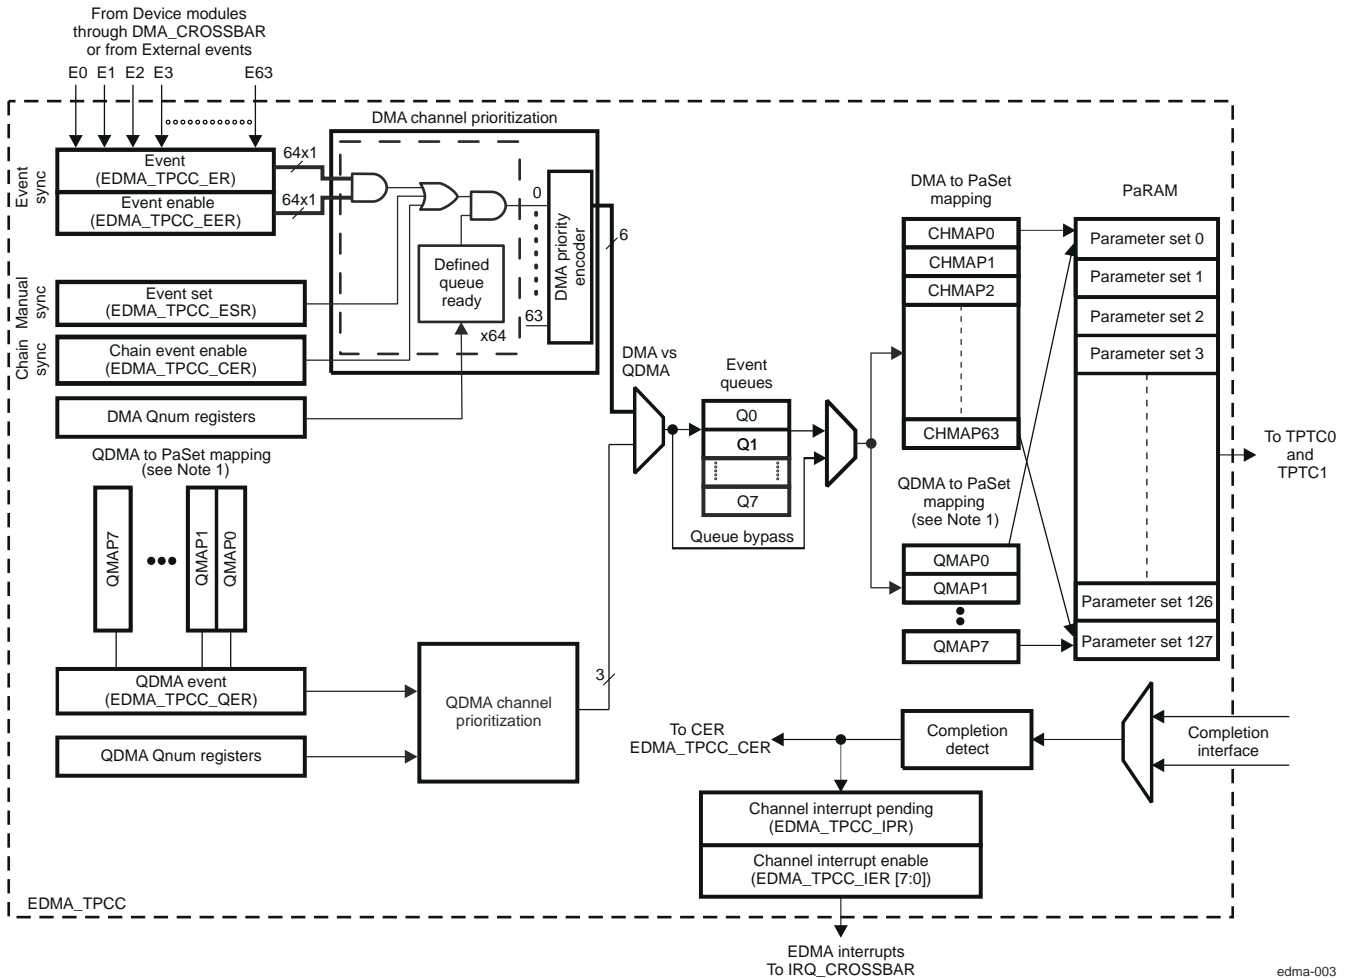 From Device modules
through DMA_CROSSBAR
or from External events
E0 E1 E2 E3 E63
DMA channel prioritization
Event
sync
Event
(EDMA_TPCC_ER)
Event enable
(EDMA_TPCC_EER)
64x1
64x1
Manual
sync
Event set
(EDMA_TPCC_ESR)
Chain
sync
Chain event enable
(EDMA_TPCC_CER)
DMA Qnum registers
Defined
queue
ready
x64
0
63
DMA priority
encoder
6
DMA vs
QDMA
Event
queues
Q0
Q1
Q7
Queue bypass
DMA to PaSet
mapping
CHMAP0
CHMAP1
CHMAP2
CHMAP63
PaRAM
Parameter set 0
Parameter set 1
Parameter set 2
Parameter set 3
Parameter set 126
Parameter set 127
To TPTC0
and
TPTC1
QDMA to PaSet mapping
(see Note 1)
QMAP7
QMAP1
QMAP0
QDMA to PaSet
mapping
(see Note 1)
QMAP0
QMAP1
QMAP7
QDMA event
(EDMA_TPCC_QER)
QDMA Qnum registers
QDMA channel
prioritization
3
To CER
EDMA_TPCC_CER
Completion
detect
Completion
interface
Channel interrupt pending
(EDMA_TPCC_IPR)
Channel interrupt enable
(EDMA_TPCC_IER [7:0])
EDMA_TPCC
EDMA interrupts
To IRQ_CROSSBAR
edma-003